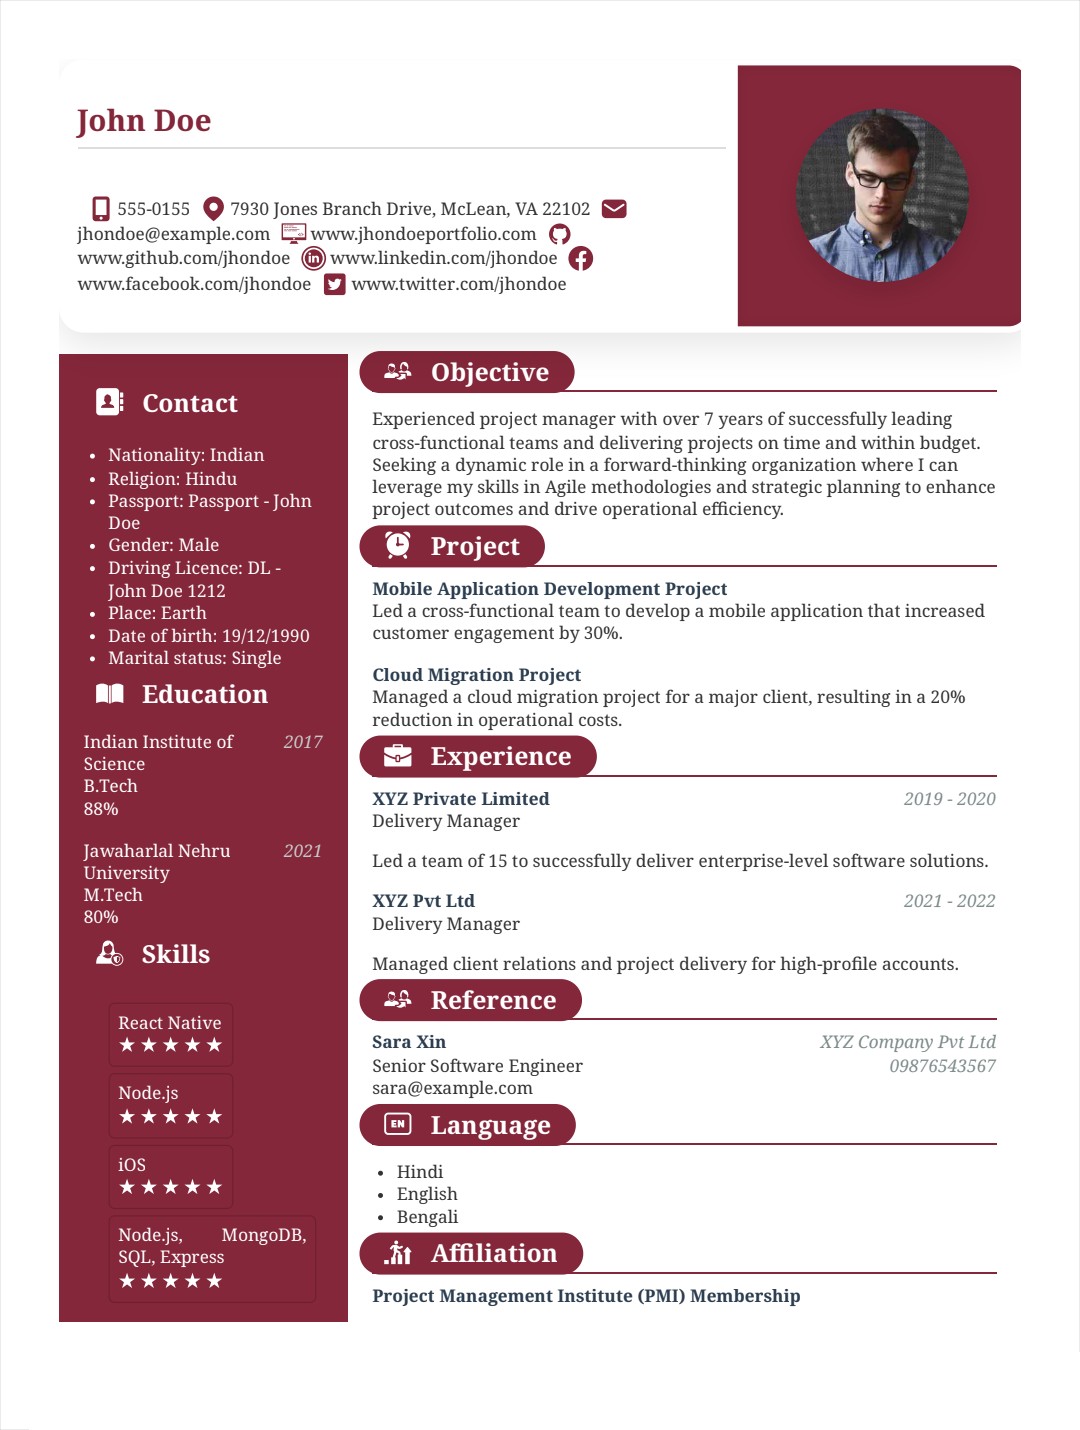 John Doe
555-0155 7930 Jones Branch Drive, McLean, VA 22102
jhondoe@example.com www.jhondoeportfolio.com
www.github.com/jhondoe in www.linkedin.com/jhondoe
www.facebook.com/jhondoe www.twitter.com/jhondoe
Contact
• Nationality: Indian
• Religion: Hindu
• Passport: Passport - John
Doe
• Gender: Male
• Driving Licence: DL -
John Doe 1212
• Place: Earth
• Date of birth: 19/12/1990
• Marital status: Single
Education
Indian Institute of 2017
Science
B.Tech
88%
Jawaharlal Nehru 2021
University
M.Tech
80%
Skills
React Native
★★★★★
Node.js
★★★★★
iOS
★★★★★
Node.js, MongoDB,
SQL, Express
★★★★★
Objective
Experienced project manager with over 7 years of successfully leading
cross-functional teams and delivering projects on time and within budget.
Seeking a dynamic role in a forward-thinking organization where I can
leverage my skills in Agile methodologies and strategic planning to enhance
project outcomes and drive operational efficiency.
Project
Mobile Application Development Project
Led a cross-functional team to develop a mobile application that increased
customer engagement by 30%.
Cloud Migration Project
Managed a cloud migration project for a major client, resulting in a 20%
reduction in operational costs.
Experience
XYZ Private Limited 2019 - 2020
Delivery Manager
Led a team of 15 to successfully deliver enterprise-level software solutions.
XYZ Pvt Ltd 2021 - 2022
Delivery Manager
Managed client relations and project delivery for high-profile accounts.
Reference
Sara Xin XYZ Company Pvt Ltd
Senior Software Engineer 09876543567
sara@example.com
EN Language
• Hindi
• English
• Bengali
Affiliation
Project Management Institute (PMI) Membership